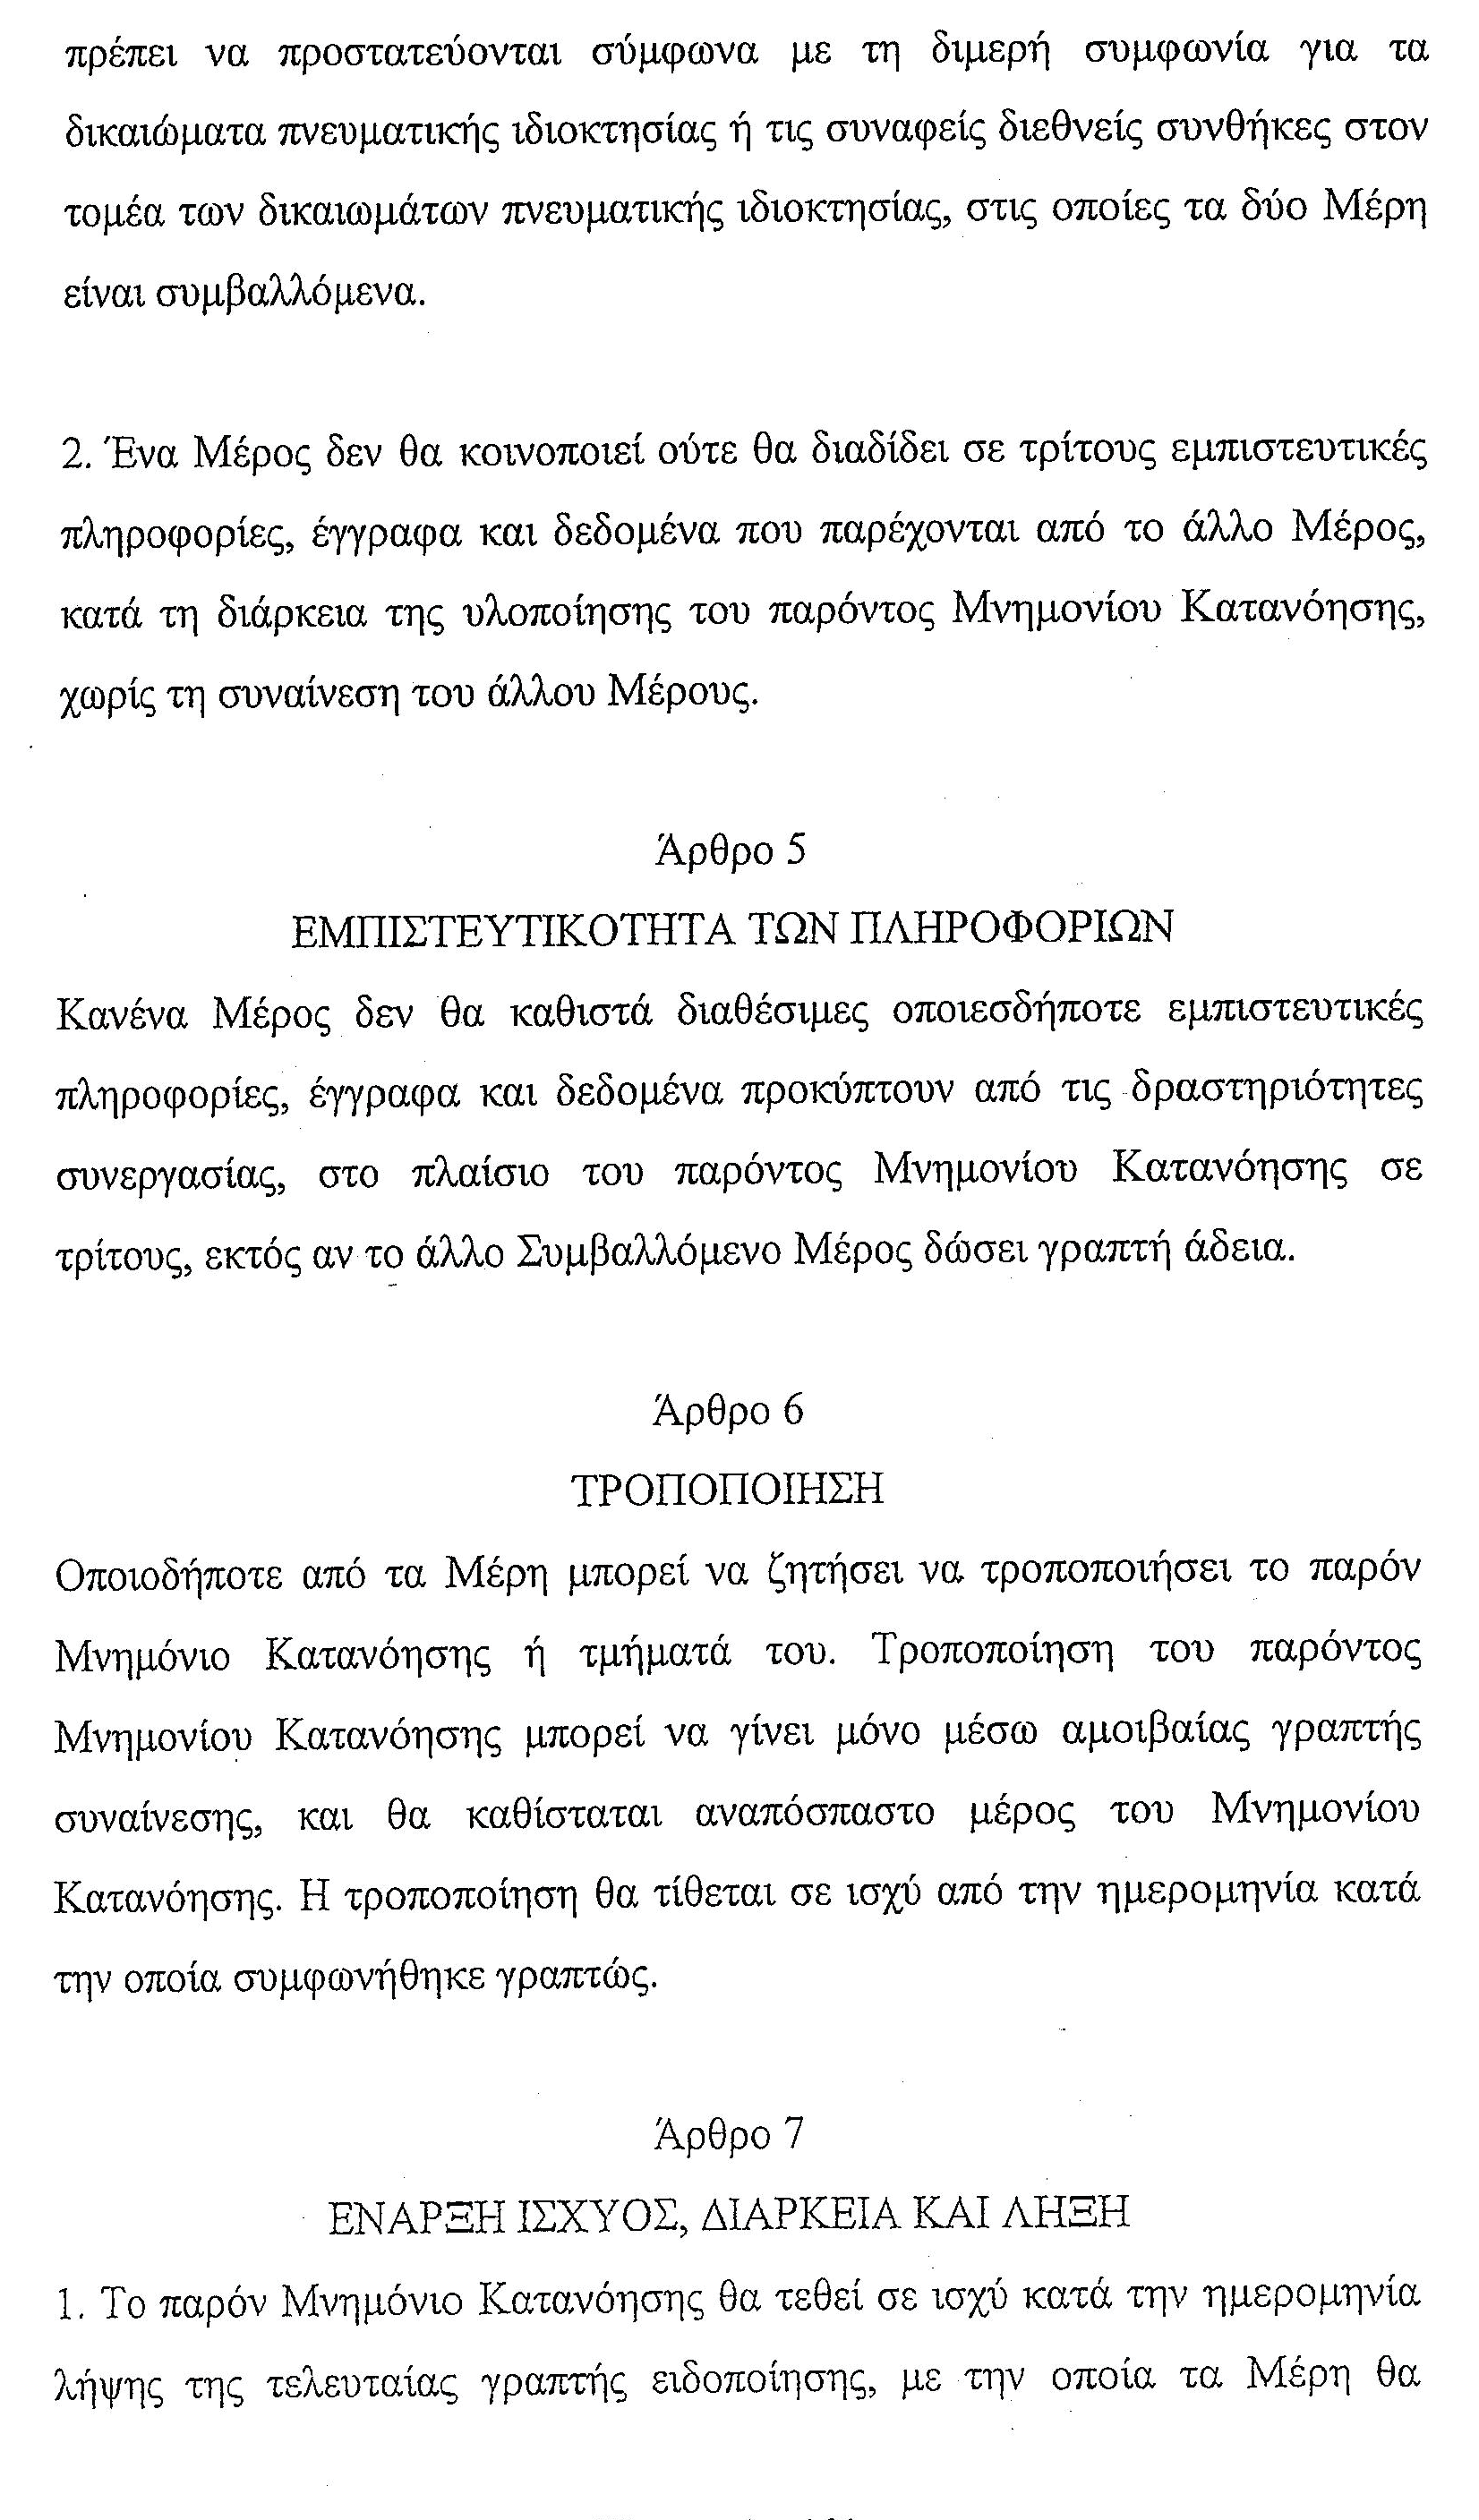 πρέπει να προστατεύονται σύμφωνα με τη διμερή συμφωνία για τα
δικαιώματα πνευματικής ιδιοκτησίας ή τις συναφείς διεθνείς συνθήκες στον
τομέα των δικαιωμάτων πνευματικής ιδιοκτησίας, στις οποίες τα δύο Μέρη
είναι συμβαλλόμενα.
2. Ένα Μέρος δεν θα κοινοποιεί ούτε θα διαδίδει σε τρίτους εμπιστευτικές
πληροφορίες, έγγραφα και δεδομένα που παρέχονται από το άλλο Μέρος,
κατά τη διάρκεια της υλοποίησης του παρόντος Μνημονίου Κατανόησης,
χωρίς τη συναίνεση του άλλου Μέρους.
Άρθρο 5
ΕΜΠΙΣΤΕΥΤΙΚΟΤΗΤΑ ΤΩΝ ΠΛΗΡΟΦΟΡΙΩΝ
Κανένα Μέρος δεν θα καθιστά διαθέσιμες οποιεσδήποτε εμπιστευτικές
πληροφορίες, έγγραφα και δεδομένα προκύπτουν από τις δραστηριότητες
συνεργασίας, στο πλαίσιο του παρόντος Μνημονίου Κατανόησης σε
τρίτους, εκτός αν το άλλο Συμβαλλόμενο Μέρος δώσει γραπτή άδεια.
Άρθρο 6
ΤΡΟΠΟΠΟΙΗΣΗ
Οποιοδήποτε από τα Μέρη μπορεί να ζητήσει να τροποποιήσει το παρόν
Μνημόνιο Κατανόησης ή τμήματά του. Τροποποίηση του παρόντος
Μνημονίου Κατανόησης μπορεί να γίνει μόνο μέσω αμοιβαίας γραπτής
συναίνεσης, και θα καθίσταται αναπόσπαστο μέρος του Μνημονίου
Κατανόησης. Η τροποποίηση θα τίθεται σε ισχύ από την ημερομηνία κατά
την οποία συμφωνήθηκε γραπτώς.
Άρθρο 7
ΕΝΑΡΞΗ ΙΣΧΥΟΣ, ΔΙΑΡΚΕΙΑ ΚΑΙ ΛΗΞΗ
1. Το παρόν Μνημόνιο Κατανόησης θα τεθεί σε ισχύ κατά την ημερομηνία
λήψης της τελευταίας γραπτής ειδοποίησης, με την οποία τα Μέρη θα